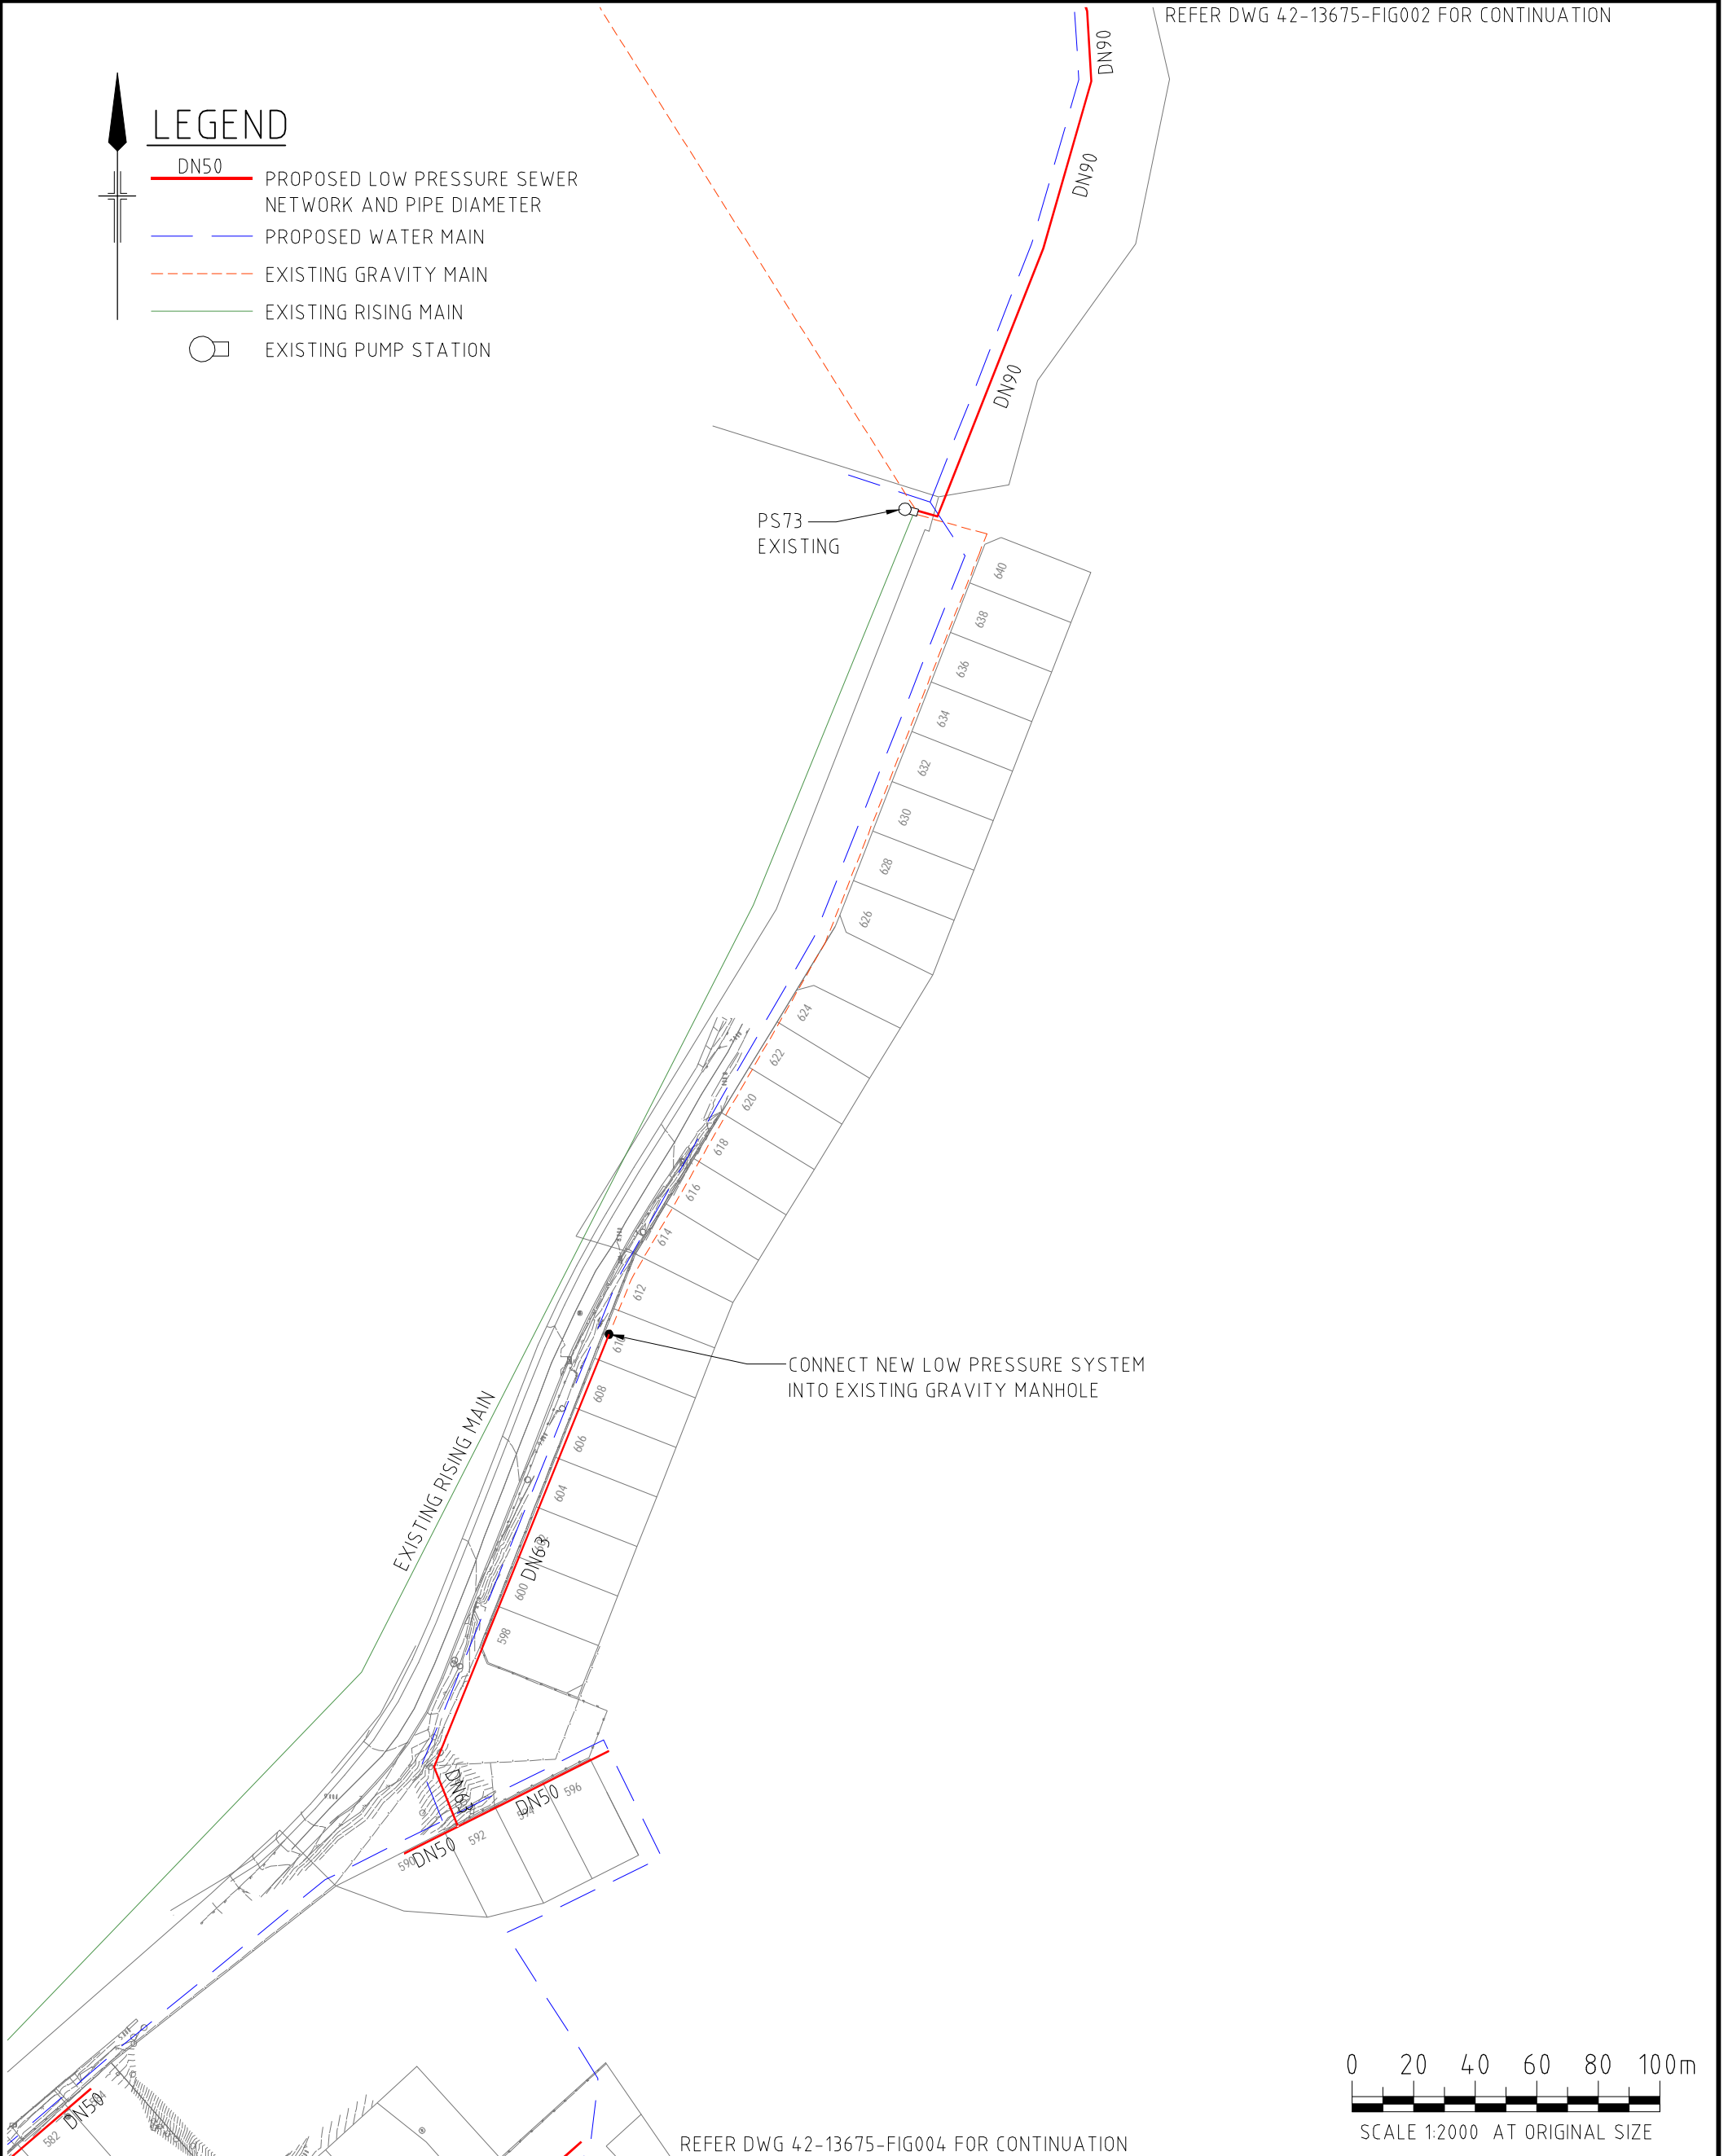 REFER DWG 42-13675-FIG002 FOR CONTINUATION
DN90
LEGEND
DN50
PROPOSED LOW PRESSURE SEWER
NETWORK AND PIPE DIAMETER
PROPOSED WATER MAIN
EXISTING GRAVITY MAIN
EXISTING RISING MAIN
EXISTING PUMP STATION
DN90
DN90
PS73
EXISTING
640
638
636
634
632
630
628
626
624
622
620
618
616
614
612
610
CONNECT NEW LOW PRESSURE SYSTEM
INTO EXISTING GRAVITY MANHOLE
608
606
604
EXISTING RISING MAIN
DN63
600
598
DN63
DN50
596
592
DN50
590
DN50
582
0 20 40 60 80 100m
SCALE 1:2000 AT ORIGINAL SIZE
REFER DWG 42-13675-FIG004 FOR CONTINUATION